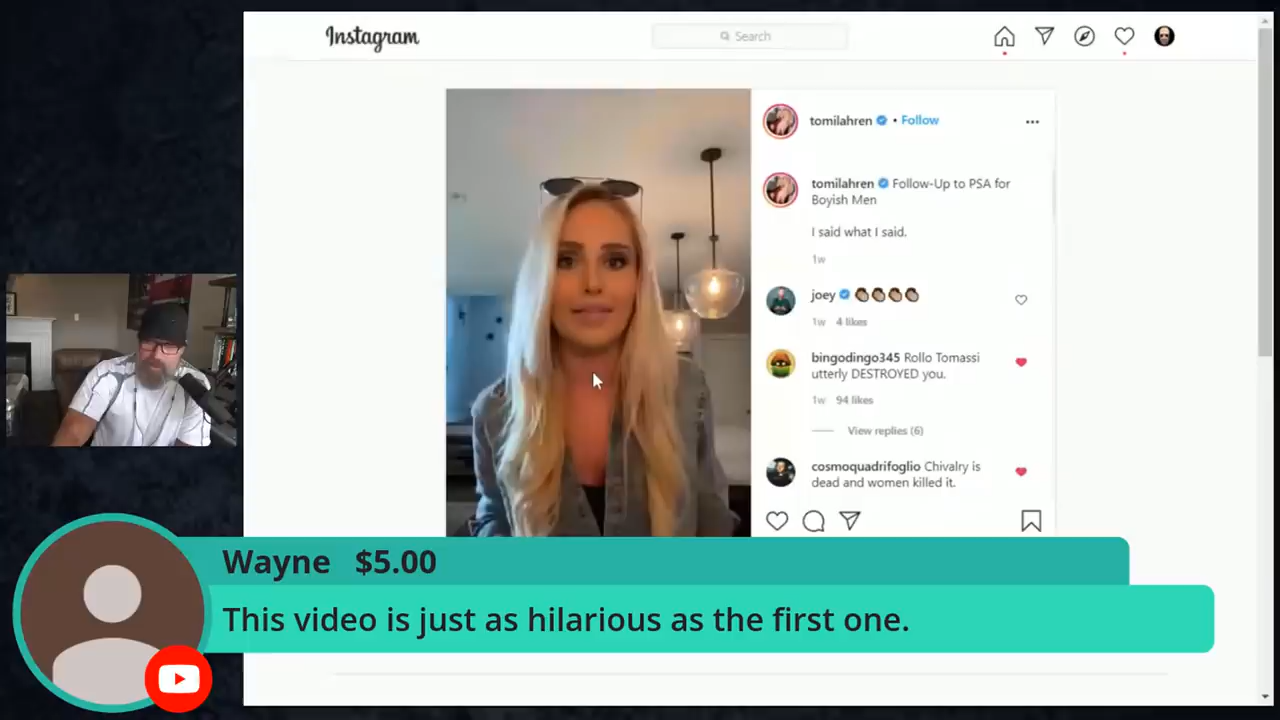 Instagram
Search
tomilahren • Follow
tomilahren Follow-Up to PSA for
Boyish Men
I said what I said.
1w
joey
1w 4 likes
bingodingo345 Rollo Tomassi
utterly DESTROYED you.
1w 94 likes
View replies (6)
cosmoquadrifoglio Chivalry is
dead and women killed it.
Wayne $5.00
This video is just as hilarious as the first one.